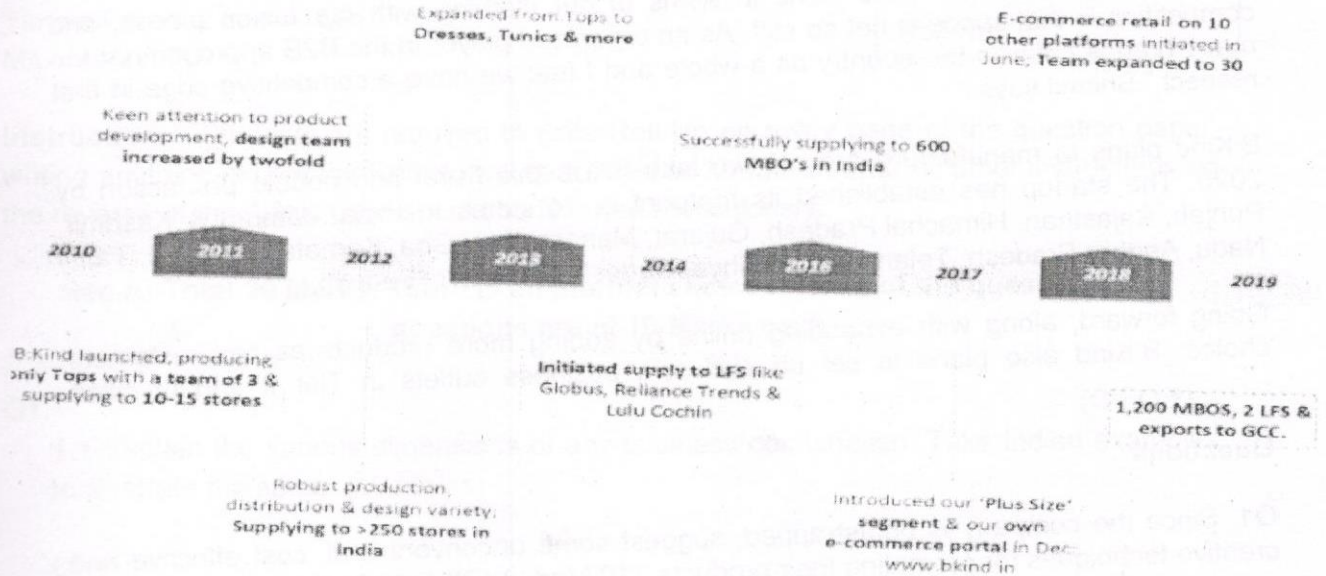 Expanded from Tops to
Dresses, Tunics & more
E-commerce retail on 10
other platforms initiated in
June, Team expanded to 30
Keen attention to product
development, design team
increased by twofold
Successfully supplying to 600
MBO's in India
2010 2011 2012 2013 2014 2016 2017 2018 2019
B:Kind launched, producing
only Tops with a team of 3 &
supplying to 10-15 stores
Initiated supply to LFS like
Globus, Reliance Trends &
Lulu Cochin
1,200 MBOS, 2 LFS &
exports to GCC.
Robust production,
distribution & design variety.
Supplying to >250 stores in
India
Introduced our 'Plus Size'
segment & our own
e-commerce portal in Dec
www.bkind in